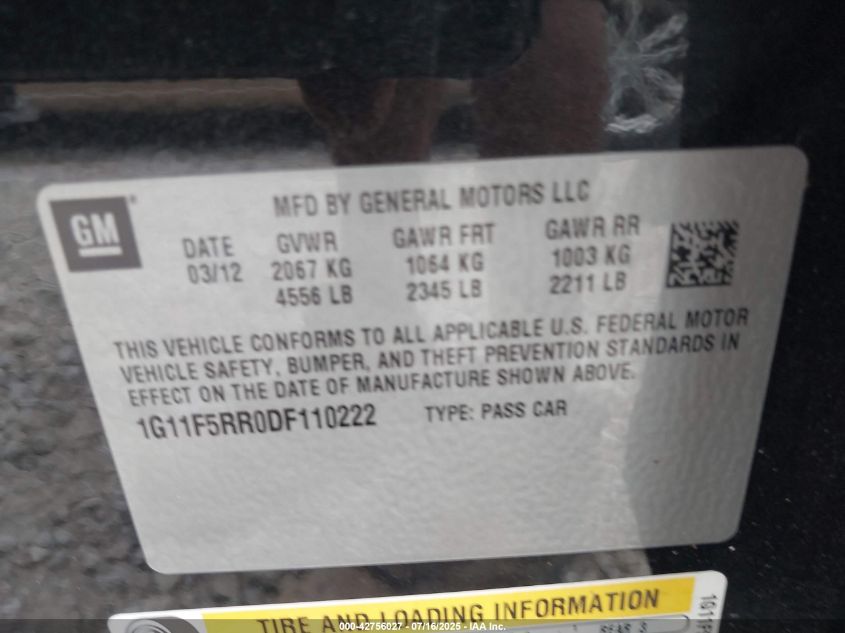 MFD BY GENERAL MOTORS LLC
GM®
DATE GVWR GAWR FRT GAWR RR
03/12 2067 KG 1064 KG 1003 KG
4556 LB 2345 LB 2211 LB
THIS VEHICLE CONFORMS TO ALL APPLICABLE U.S. FEDERAL MOTOR
VEHICLE SAFETY, BUMPER, AND THEFT PREVENTION STANDARDS IN
EFFECT ON THE DATE OF MANUFACTURE SHOWN ABOVE.
1G11F5RR0DF110222 TYPE: PASS CAR
TIRE AND LOADING INFORMATION
1G11F
000-42756027 - 07/16/2025 - IAA Inc.